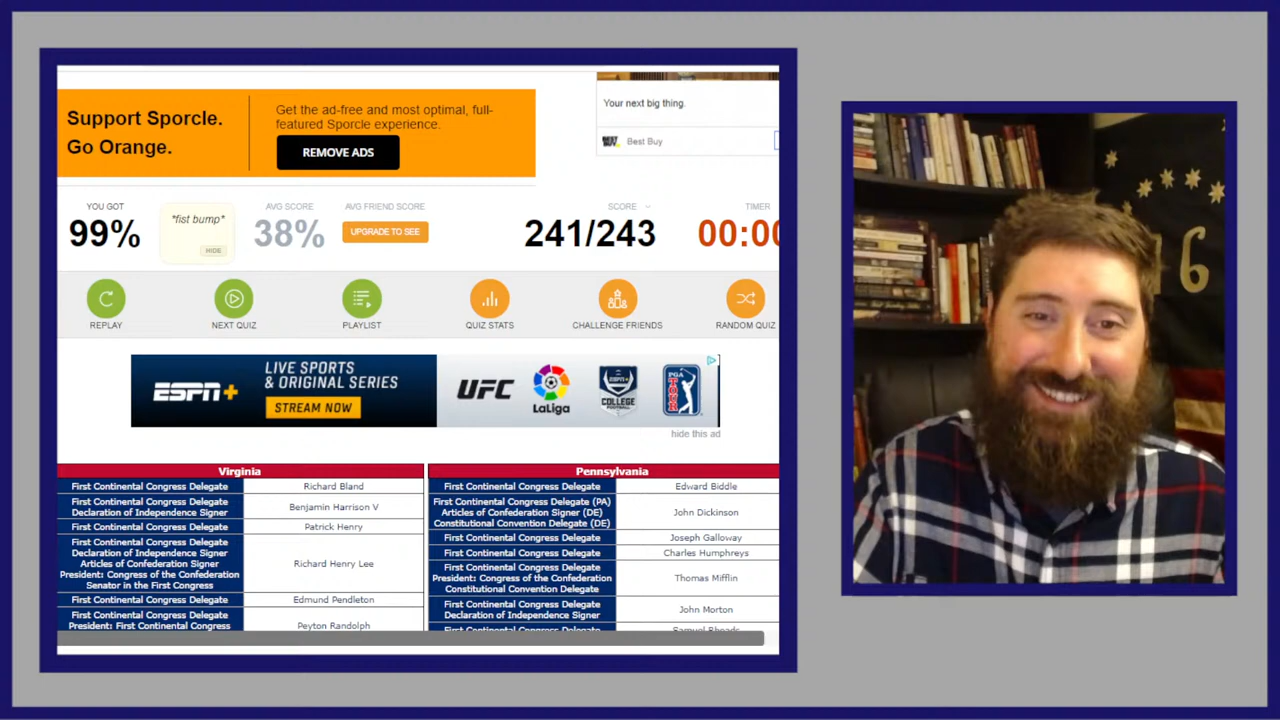 Support Sporcle.
Go Orange.
Get the ad-free and most optimal, full-
featured Sporcle experience.
REMOVE ADS
Your next big thing.
BEST BUY
Best Buy
YOU GOT
99%
*fist bump*
HIDE
AVG SCORE
38%
AVG FRIEND SCORE
UPGRADE TO SEE
SCORE
241/243
TIMER
00:00
REPLAY
NEXT QUIZ
PLAYLIST
QUIZ STATS
CHALLENGE FRIENDS
RANDOM QUIZ
ESPN+
LIVE SPORTS
& ORIGINAL SERIES
STREAM NOW
UFC
LaLiga
ESPN+
COLLEGE
FOOTBALL
PGA
TOUR
hide this ad
Virginia
First Continental Congress Delegate
Richard Bland
First Continental Congress Delegate
Declaration of Independence Signer
Benjamin Harrison V
First Continental Congress Delegate
Patrick Henry
First Continental Congress Delegate
Declaration of Independence Signer
Articles of Confederation Signer
President: Congress of the Confederation
Senator in the First Congress
Richard Henry Lee
First Continental Congress Delegate
Edmund Pendleton
First Continental Congress Delegate
President: First Continental Congress
Peyton Randolph
Pennsylvania
First Continental Congress Delegate
Edward Biddle
First Continental Congress Delegate (PA)
Articles of Confederation Signer (DE)
Constitutional Convention Delegate (DE)
John Dickinson
First Continental Congress Delegate
Joseph Galloway
First Continental Congress Delegate
Charles Humphreys
First Continental Congress Delegate
President: Congress of the Confederation
Constitutional Convention Delegate
Thomas Mifflin
First Continental Congress Delegate
Declaration of Independence Signer
John Morton
First Continental Congress Delegate
Samuel Rhoads
6